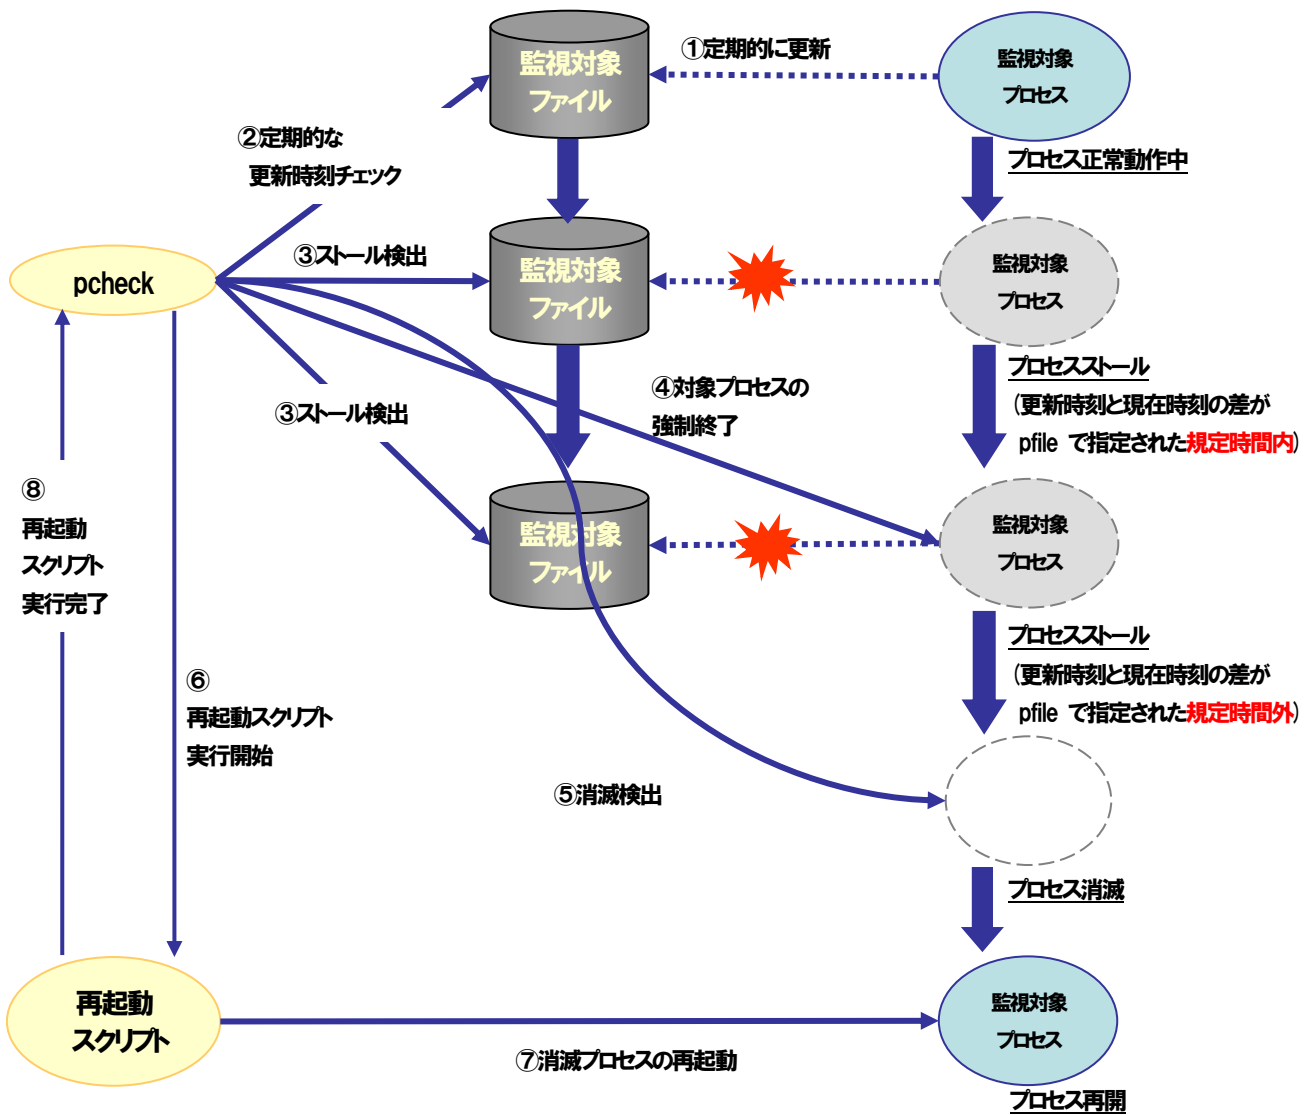 監視対象
ファイル
①定期的に更新
監視対象
プロセス
②定期的な
更新時刻チェック
プロセス正常動作中
pcheck
③ストール検出
監視対象
ファイル
監視対象
プロセス
③ストール検出
④対象プロセスの
強制終了
プロセスストール
(更新時刻と現在時刻の差が
pfile で指定された規定時間内)
⑧
再起動
スクリプト
実行完了
監視対象
ファイル
監視対象
プロセス
⑥
再起動スクリプト
実行開始
プロセスストール
(更新時刻と現在時刻の差が
pfile で指定された規定時間外)
⑤消滅検出
プロセス消滅
再起動
スクリプト
⑦消滅プロセスの再起動
監視対象
プロセス
プロセス再開